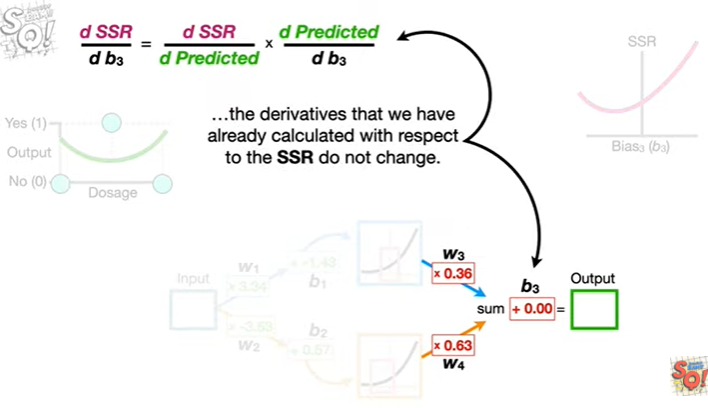 d SSR
d b₃
=
d SSR
d Predicted
x
d Predicted
d b₃
SSR
Bias₃ (b₃)
...the derivatives that we have
already calculated with respect
to the SSR do not change.
Yes (1)
Output
No (0)
Dosage
Input
w₁
x 3.34
b₁
x -3.53
w₂
b₂
+ 0.57
w₃
x 0.36
x 0.63
w₄
sum
b₃
+ 0.00
=
Output
SQ!